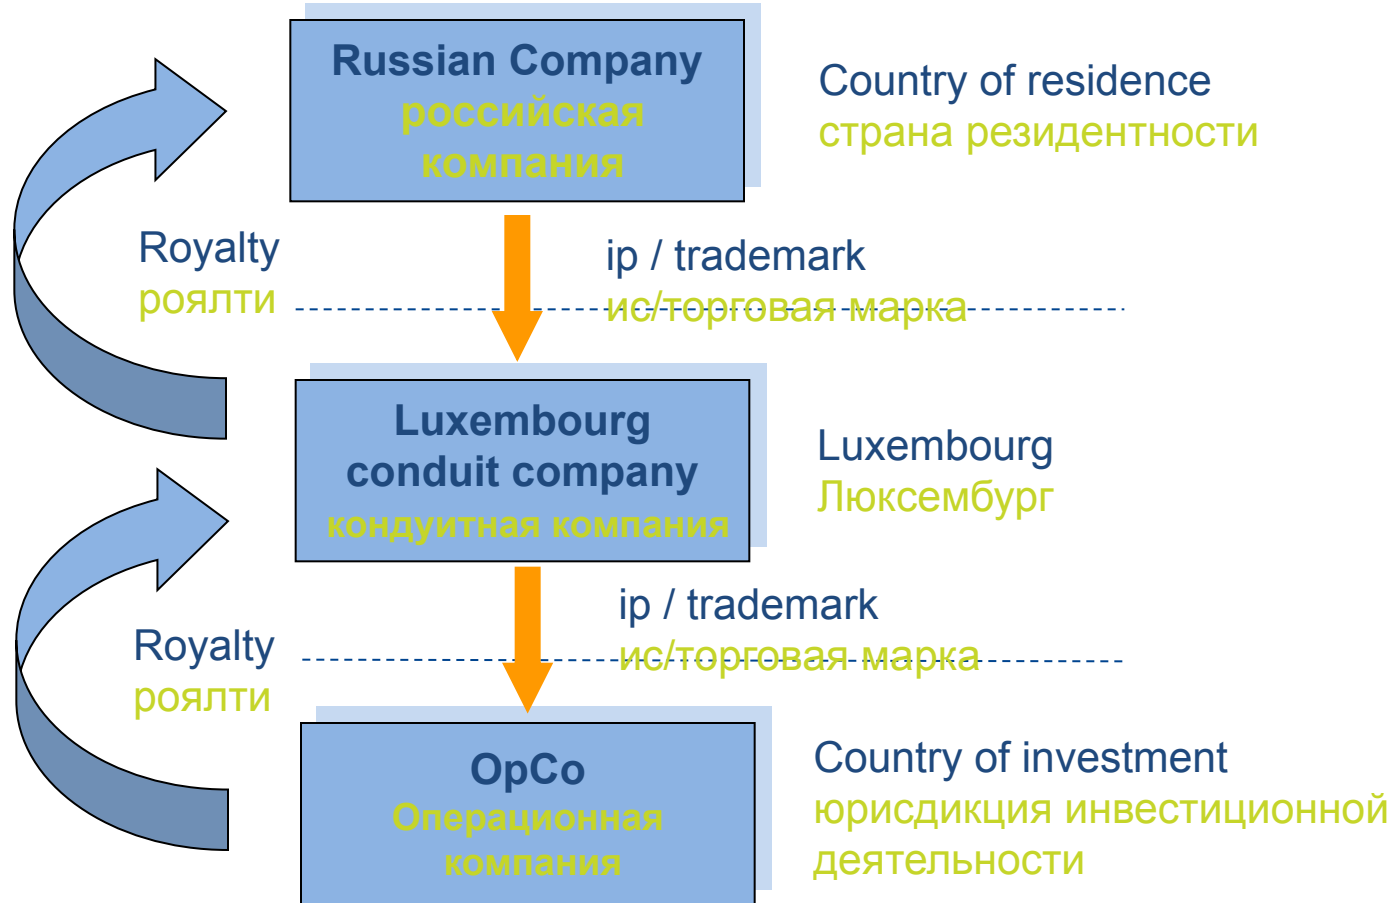 Russian Company
российская
компания
Country of residence
страна резидентности
Royalty
роялти
ip / trademark
ис/торговая марка
Luxembourg
conduit company
кондуитная компания
Luxembourg
Люксембург
ip / trademark
ис/торговая марка
Royalty
роялти
OpCo
Операционная
компания
Country of investment
юрисдикция инвестиционной
деятельности